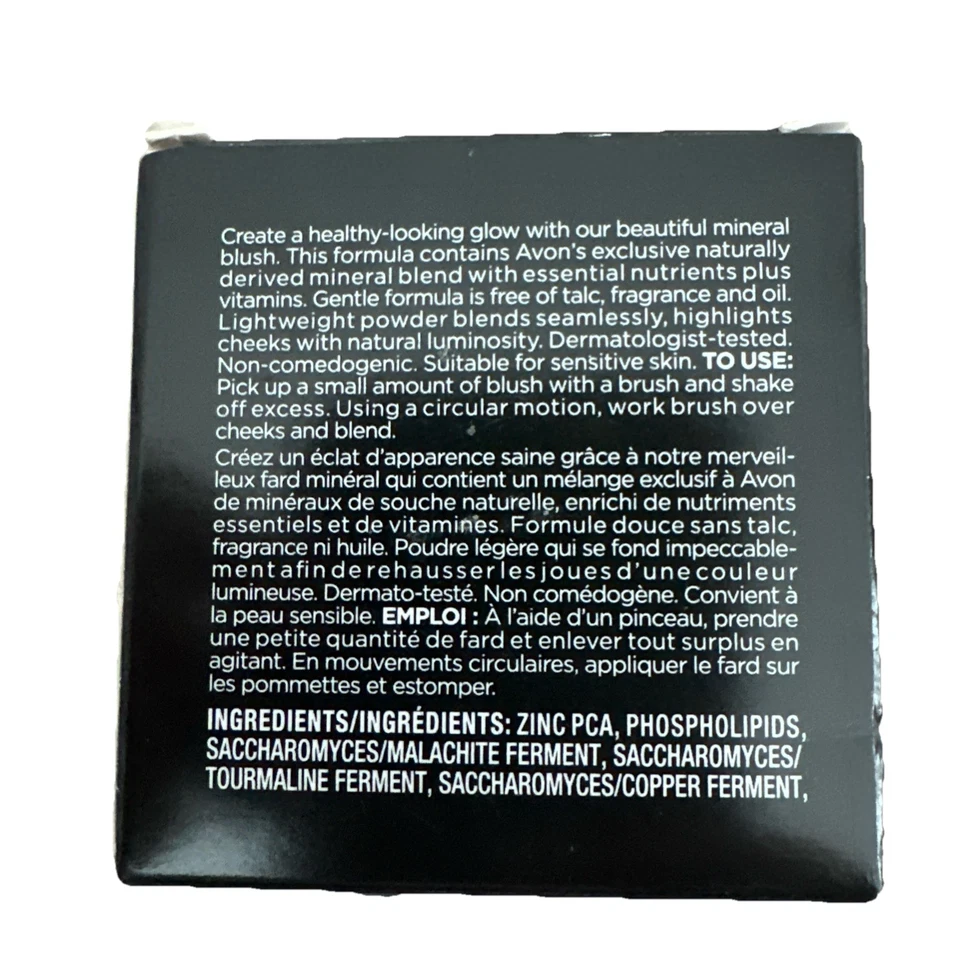 Create a healthy-looking glow with our beautiful mineral
blush. This formula contains Avon's exclusive naturally
derived mineral blend with essential nutrients plus
vitamins. Gentle formula is free of talc, fragrance and oil.
Lightweight powder blends seamlessly, highlights
cheeks with natural luminosity. Dermatologist-tested.
Non-comedogenic. Suitable for sensitive skin. TO USE:
Pick up a small amount of blush with a brush and shake
off excess. Using a circular motion, work brush over
cheeks and blend.
Créez un éclat d'apparence saine grâce à notre merveil-
leux fard minéral qui contient un mélange exclusif à Avon
de minéraux de souche naturelle, enrichi de nutriments
essentiels et de vitamines. Formule douce sans talc,
fragrance ni huile. Poudre légère qui se fond impeccable-
ment afin de rehausser les joues d'une couleur
lumineuse. Dermato-testé. Non comédogène. Convient à
la peau sensible. EMPLOI : À l'aide d'un pinceau, prendre
une petite quantité de fard et enlever tout surplus en
agitant. En mouvements circulaires, appliquer le fard sur
les pommettes et estomper.
INGREDIENTS/INGRÉDIENTS: ZINC PCA, PHOSPHOLIPIDS,
SACCHAROMYCES/MALACHITE FERMENT, SACCHAROMYCES/
TOURMALINE FERMENT, SACCHAROMYCES/COPPER FERMENT,